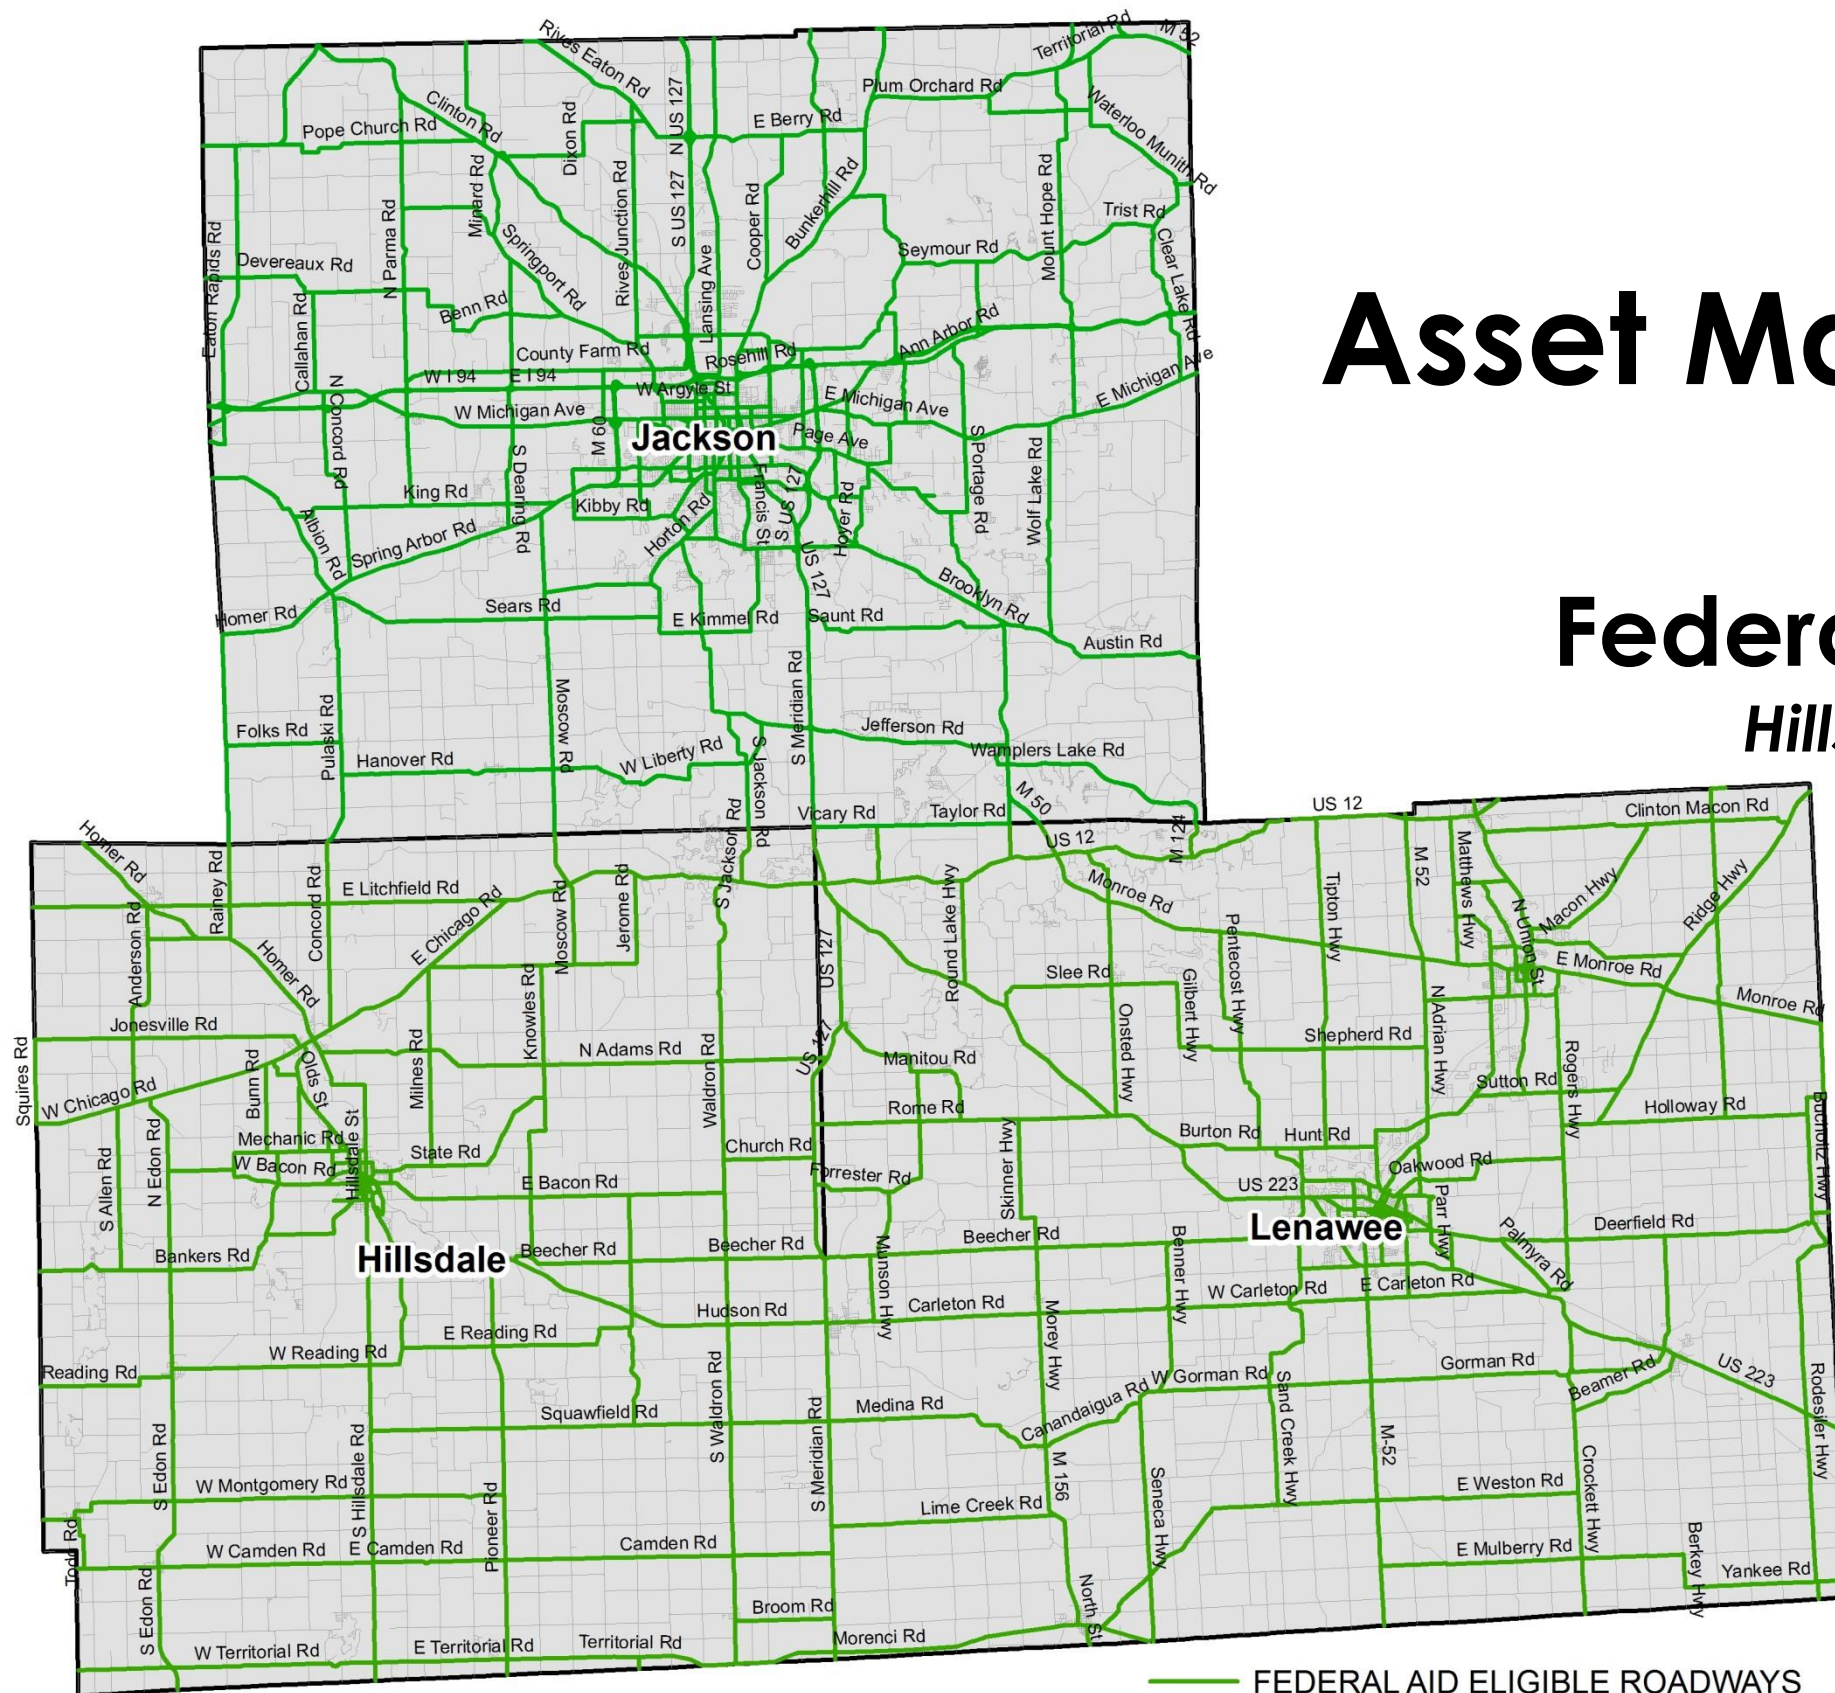 Rives Eaton Rd
Territorial Rd
M 52
Plum Orchard Rd
Clinton Rd
Pope Church Rd
Dixon Rd
N US 127
E Berry Rd
Waterloo Munith Rd
Minard Rd
Rives Junction Rd
S US 127
Cooper Rd
Bunkerhill Rd
Mount Hope Rd
Trist Rd
Eaton Rapids Rd
N Parma Rd
Devereaux Rd
Springport Rd
Lansing Ave
Seymour Rd
Clear Lake Rd
Callahan Rd
Benn Rd
Asset Ma
County Farm Rd
Rosehill Rd
Ann Arbor Rd
W I 94
E I 94
W Argyle St
N Concord Rd
W Michigan Ave
E Michigan Ave
E Michigan Ave
M 60
Jackson
Page Ave
S Dearing Rd
King Rd
Kibby Rd
Francis St
S US 127
Hoyer Rd
S Portage Rd
Wolf Lake Rd
Albion Rd
Spring Arbor Rd
Horton Rd
US 127
Brooklyn Rd
Homer Rd
Sears Rd
E Kimmel Rd
Saunt Rd
Austin Rd
Federa
Hills
Folks Rd
Pulaski Rd
Hanover Rd
Moscow Rd
W Liberty Rd
S Jackson Rd
S Meridian Rd
Jefferson Rd
Wamplers Lake Rd
M 50
Vicary Rd
Taylor Rd
US 12
Clinton Macon Rd
Homer Rd
Rainey Rd
Concord Rd
E Litchfield Rd
E Chicago Rd
Moscow Rd
Jerome Rd
S Jackson Rd
US 12
M 124
Monroe Rd
Round Lake Hwy
Tipton Hwy
M 52
Matthews Hwy
N Union St
Macon Hwy
Ridge Hwy
Anderson Rd
Homer Rd
Knowles Rd
US 127
Slee Rd
Pentecost Hwy
Gilbert Hwy
E Monroe Rd
Monroe Rd
Jonesville Rd
Squires Rd
Bunn Rd
Olds St
Milnes Rd
N Adams Rd
Waldron Rd
US 127
Manitou Rd
Onsted Hwy
Shepherd Rd
N Adrian Hwy
Rogers Hwy
W Chicago Rd
Sutton Rd
Rome Rd
Holloway Rd
Bucholtz Hwy
S Allen Rd
N Edon Rd
Mechanic Rd
W Bacon Rd
Hillsdale St
State Rd
Church Rd
Forrester Rd
Skinner Hwy
Burton Rd
Hunt Rd
Oakwood Rd
E Bacon Rd
US 223
Lenawee
Parr Hwy
Palmyra Rd
Deerfield Rd
Bankers Rd
Hillsdale
Beecher Rd
Beecher Rd
Beecher Rd
Munson Hwy
Benner Hwy
W Carleton Rd
E Carleton Rd
Hudson Rd
Carleton Rd
Morey Hwy
E Reading Rd
W Reading Rd
Reading Rd
W Gorman Rd
Gorman Rd
Beamer Rd
US 223
Rodesiler Hwy
S Edon Rd
S Hillsdale Rd
Squawfield Rd
S Waldron Rd
S Meridian Rd
Medina Rd
Canandaigua Rd
Sand Creek Hwy
M-52
W Montgomery Rd
Pioneer Rd
Lime Creek Rd
M 156
Seneca Hwy
E Weston Rd
Crockett Hwy
Todd Rd
W Camden Rd
E Camden Rd
Camden Rd
E Mulberry Rd
Berkey Hwy
Yankee Rd
S Edon Rd
Broom Rd
North St
W Territorial Rd
E Territorial Rd
Territorial Rd
Morenci Rd
FEDERAL AID ELIGIBLE ROADWAYS